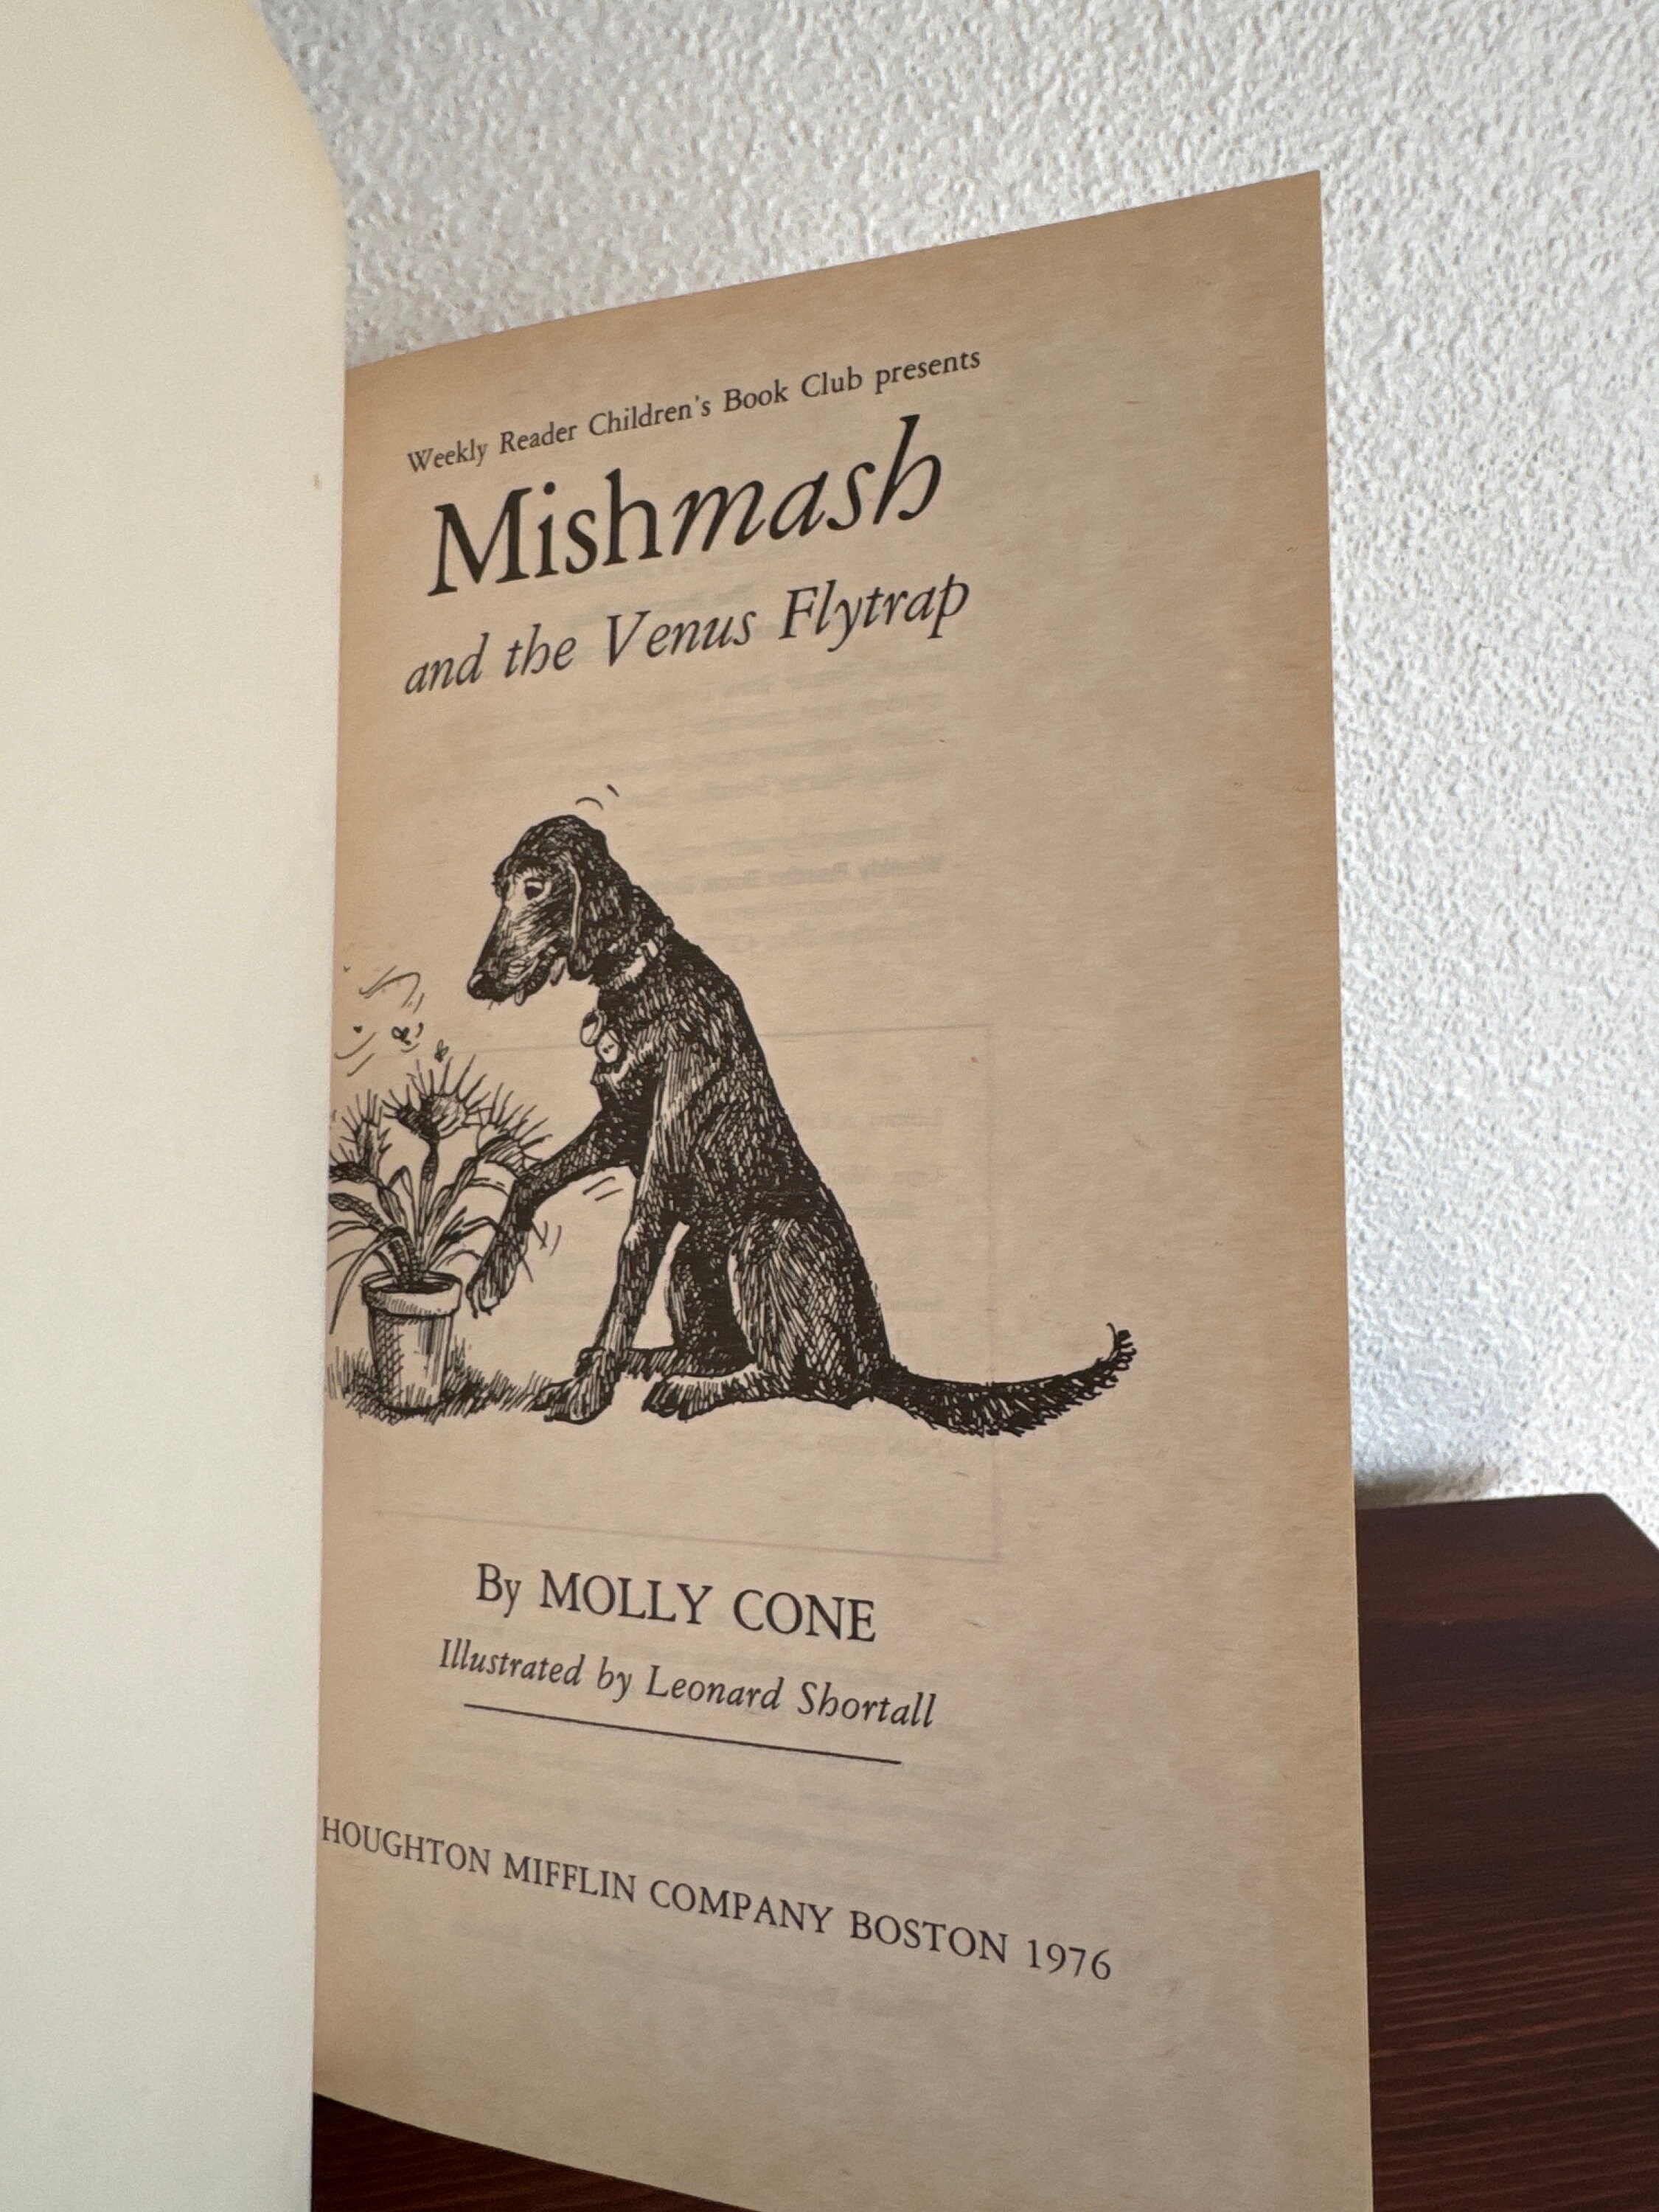 Weekly Reader Children's Book Club presents
Mishmash
and the Venus Flytrap
By MOLLY CONE
Illustrated by Leonard Shortall
HOUGHTON MIFFLIN COMPANY BOSTON 1976